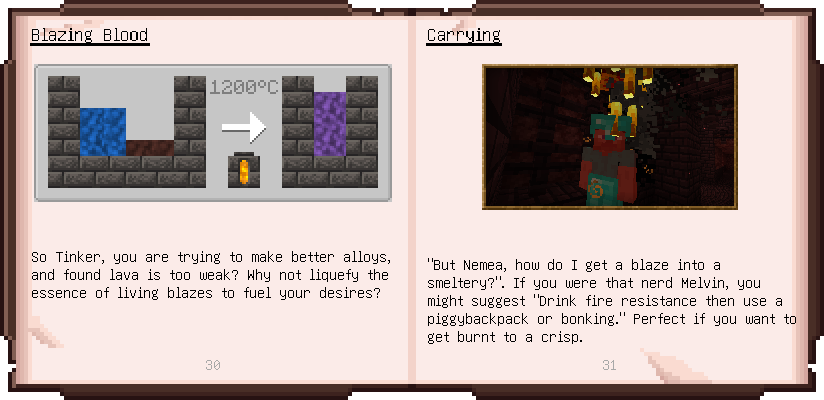 Blazing Blood
1200°C
So Tinker, you are trying to make better alloys,
and found lava is too weak? Why not liquefy the
essence of living blazes to fuel your desires?
30
Carrying
"But Nemea, how do I get a blaze into a
smeltery?". If you were that nerd Melvin, you
might suggest "Drink fire resistance then use a
piggybackpack or bonking." Perfect if you want to
get burnt to a crisp.
31